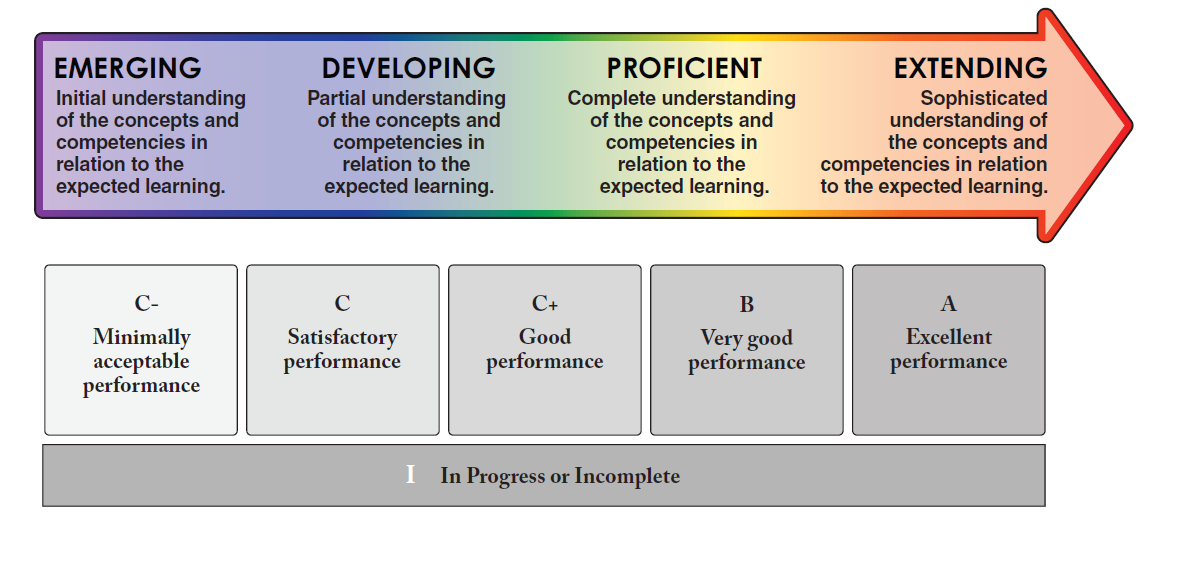 EMERGING
Initial understanding
of the concepts and
competencies in
relation to the
expected learning.
DEVELOPING
Partial understanding
of the concepts and
competencies in
relation to the
expected learning.
PROFICIENT
Complete understanding
of the concepts and
competencies in
relation to the
expected learning.
EXTENDING
Sophisticated
understanding of
the concepts and
competencies in relation
to the expected learning.
C-
Minimally
acceptable
performance
C
Satisfactory
performance
C+
Good
performance
B
Very good
performance
A
Excellent
performance
I In Progress or Incomplete